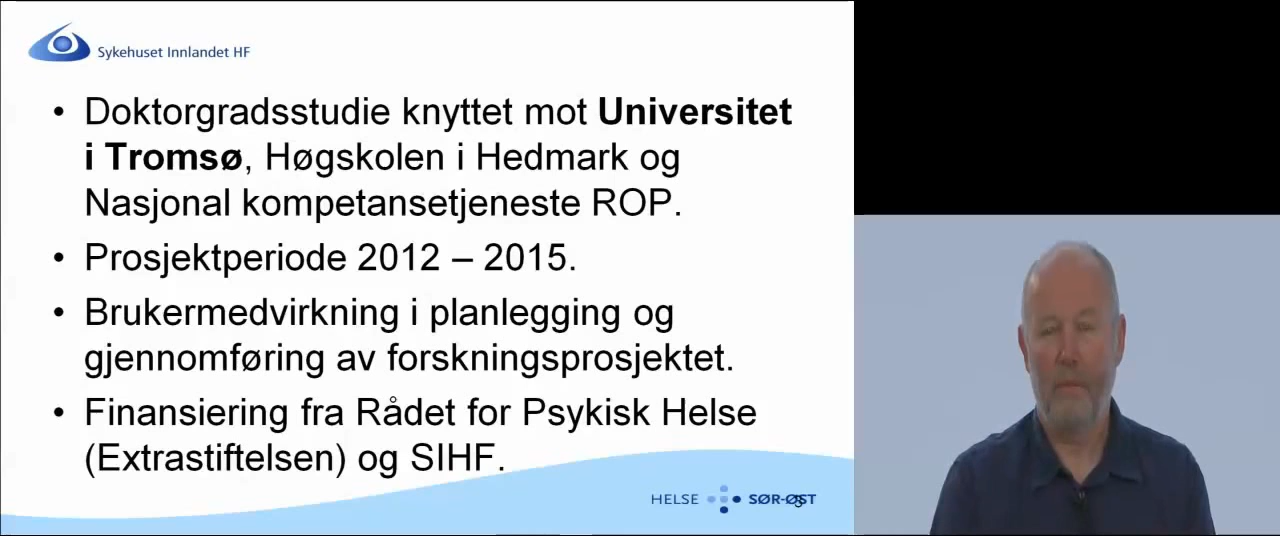 Sykehuset Innlandet HF
• Doktorgradsstudie knyttet mot Universitet
i Tromsø, Høgskolen i Hedmark og
Nasjonal kompetansetjeneste ROP.
• Prosjektperiode 2012 – 2015.
• Brukermedvirkning i planlegging og
gjennomføring av forskningsprosjektet.
• Finansiering fra Rådet for Psykisk Helse
(Extrastiftelsen) og SIHF.
HELSE SØR-ØST
3